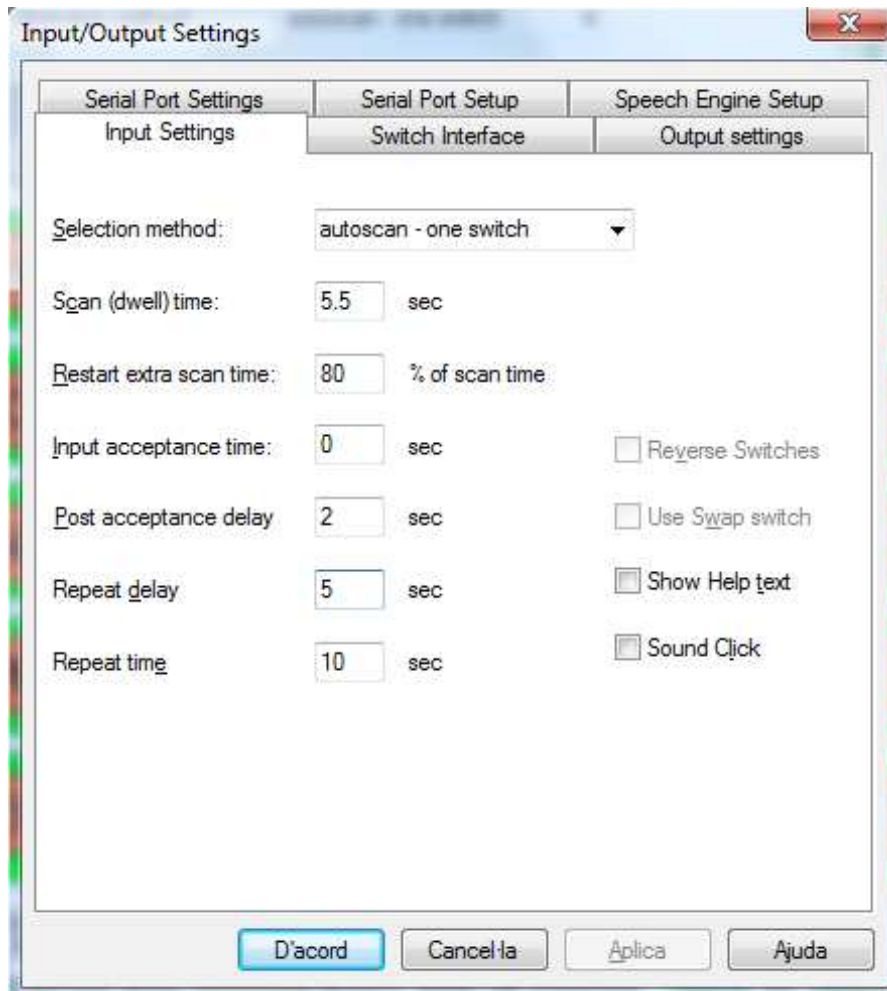 Input/Output Settings
Serial Port Settings Serial Port Setup Speech Engine Setup
Input Settings Switch Interface Output settings
Selection method: autoscan - one switch
Scan (dwell) time: 5.5 sec
Restart extra scan time: 80 % of scan time
Input acceptance time: 0 sec Reverse Switches
Post acceptance delay 2 sec Use Swap switch
Repeat delay 5 sec Show Help text
Repeat time 10 sec Sound Click
D'acord Cancel·la Aplica Ajuda